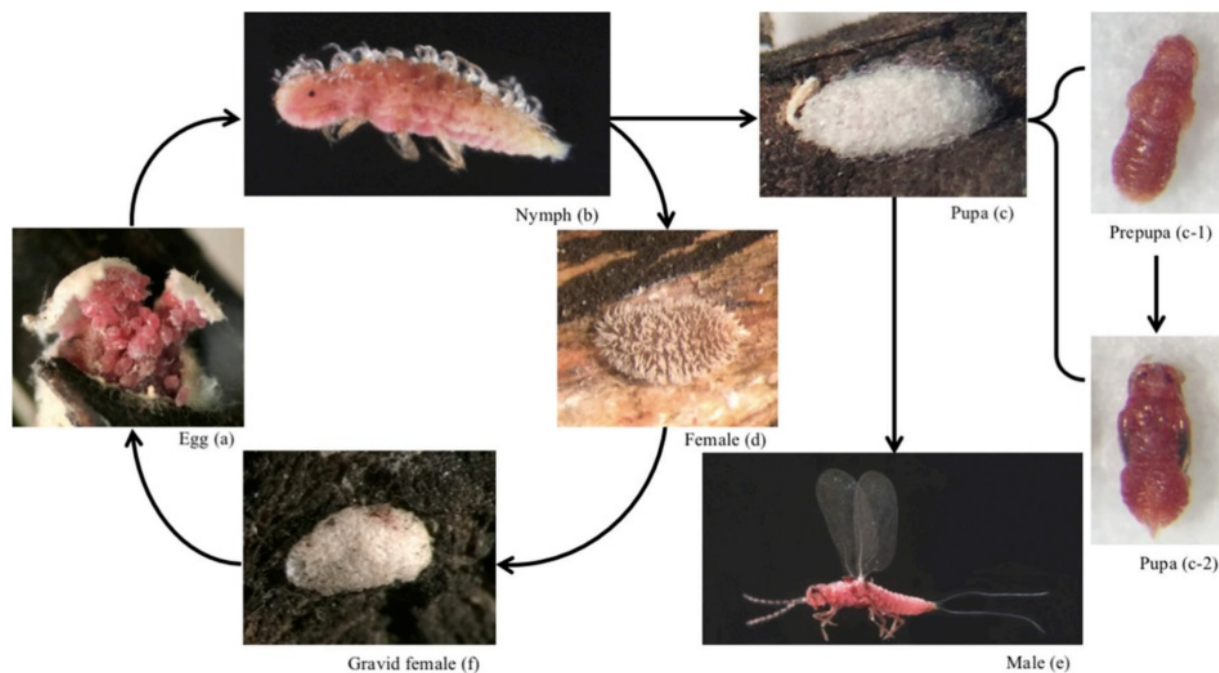 Nymph (b)
Pupa (c)
Prepupa (c-1)
Egg (a)
Female (d)
Pupa (c-2)
Gravid female (f)
Male (e)